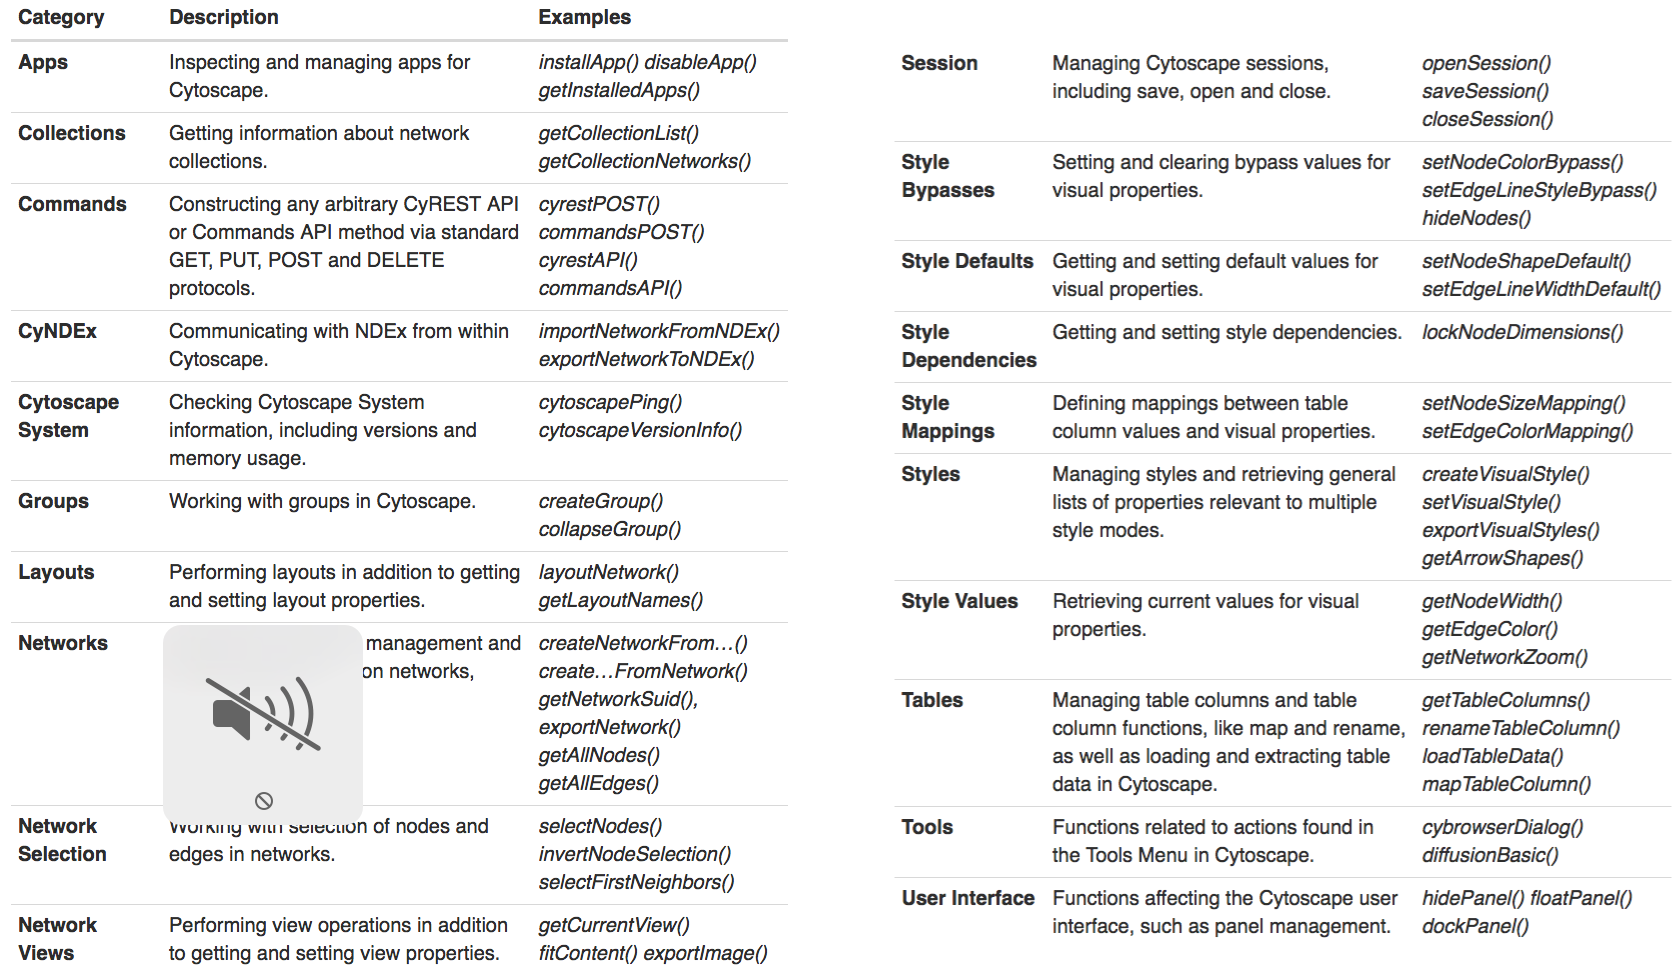 Category Description Examples
Apps Inspecting and managing apps for installApp() disableApp()
Cytoscape. getInstalledApps()
Collections Getting information about network getCollectionList()
collections. getCollectionNetworks()
Commands Constructing any arbitrary CyREST API cyrestPOST()
or Commands API method via standard commandsPOST()
GET, PUT, POST and DELETE cyrestAPI()
protocols. commandsAPI()
CyNDEx Communicating with NDEx from within importNetworkFromNDEx()
Cytoscape. exportNetworkToNDEx()
Cytoscape Checking Cytoscape System cytoscapePing()
System information, including versions and cytoscapeVersionInfo()
memory usage.
Groups Working with groups in Cytoscape. createGroup()
collapseGroup()
Layouts Performing layouts in addition to getting layoutNetwork()
and setting layout properties. getLayoutNames()
Networks management and createNetworkFrom…()
on networks, create…FromNetwork()
getNetworkSuid(),
exportNetwork()
getAllNodes()
getAllEdges()
Network Working with selection of nodes and selectNodes()
Selection edges in networks. invertNodeSelection()
selectFirstNeighbors()
Network Performing view operations in addition getCurrentView()
Views to getting and setting view properties. fitContent() exportImage()
Session Managing Cytoscape sessions, openSession()
including save, open and close. saveSession()
closeSession()
Style Setting and clearing bypass values for setNodeColorBypass()
Bypasses visual properties. setEdgeLineStyleBypass()
hideNodes()
Style Defaults Getting and setting default values for setNodeShapeDefault()
visual properties. setEdgeLineWidthDefault()
Style Getting and setting style dependencies. lockNodeDimensions()
Dependencies
Style Defining mappings between table setNodeSizeMapping()
Mappings column values and visual properties. setEdgeColorMapping()
Styles Managing styles and retrieving general createVisualStyle()
lists of properties relevant to multiple setVisualStyle()
style modes. exportVisualStyles()
getArrowShapes()
Style Values Retrieving current values for visual getNodeWidth()
properties. getEdgeColor()
getNetworkZoom()
Tables Managing table columns and table getTableColumns()
column functions, like map and rename, renameTableColumn()
as well as loading and extracting table loadTableData()
data in Cytoscape. mapTableColumn()
Tools Functions related to actions found in cybrowserDialog()
the Tools Menu in Cytoscape. diffusionBasic()
User Interface Functions affecting the Cytoscape user hidePanel() floatPanel()
interface, such as panel management. dockPanel()